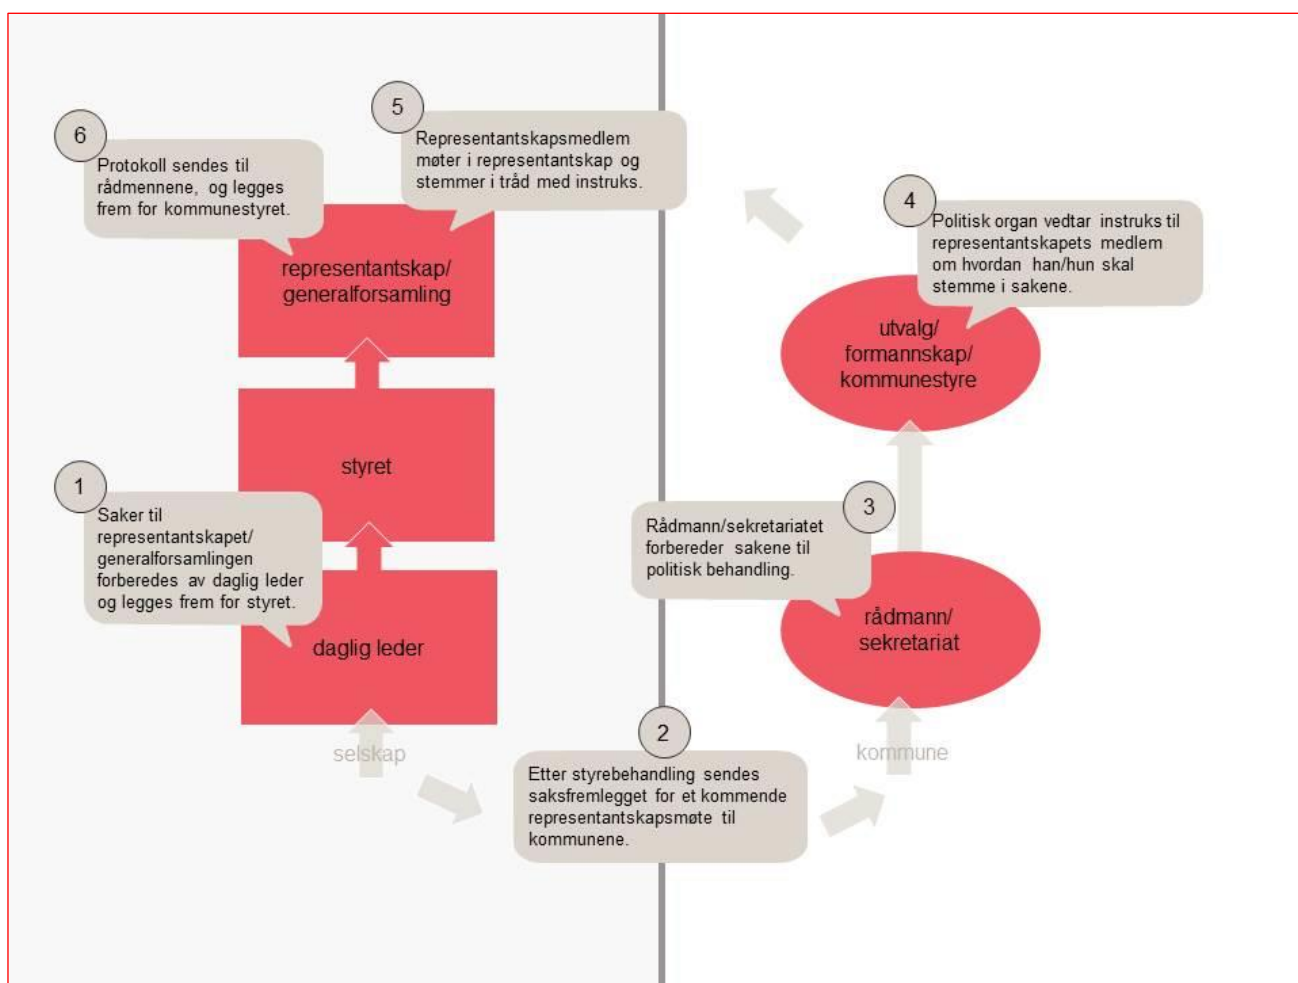 6
Protokoll sendes til
rådmennene, og legges
frem for kommunestyret.
5
Representantskapsmedlem
møter i representantskap og
stemmer i tråd med instruks.
4
Politisk organ vedtar instruks til
representantskapets medlem
om hvordan han/hun skal
stemme i sakene.
representantskap/
generalforsamling
utvalg/
formannskap/
kommunestyre
styret
1
Saker til
representantskapet/
generalforsamlingen
forberedes av daglig leder
og legges frem for styret.
3
Rådmann/sekretariatet
forbereder sakene til
politisk behandling.
daglig leder
rådmann/
sekretariat
selskap
kommune
2
Etter styrebehandling sendes
saksfremlegget for et kommende
representantskapsmøte til
kommunene.